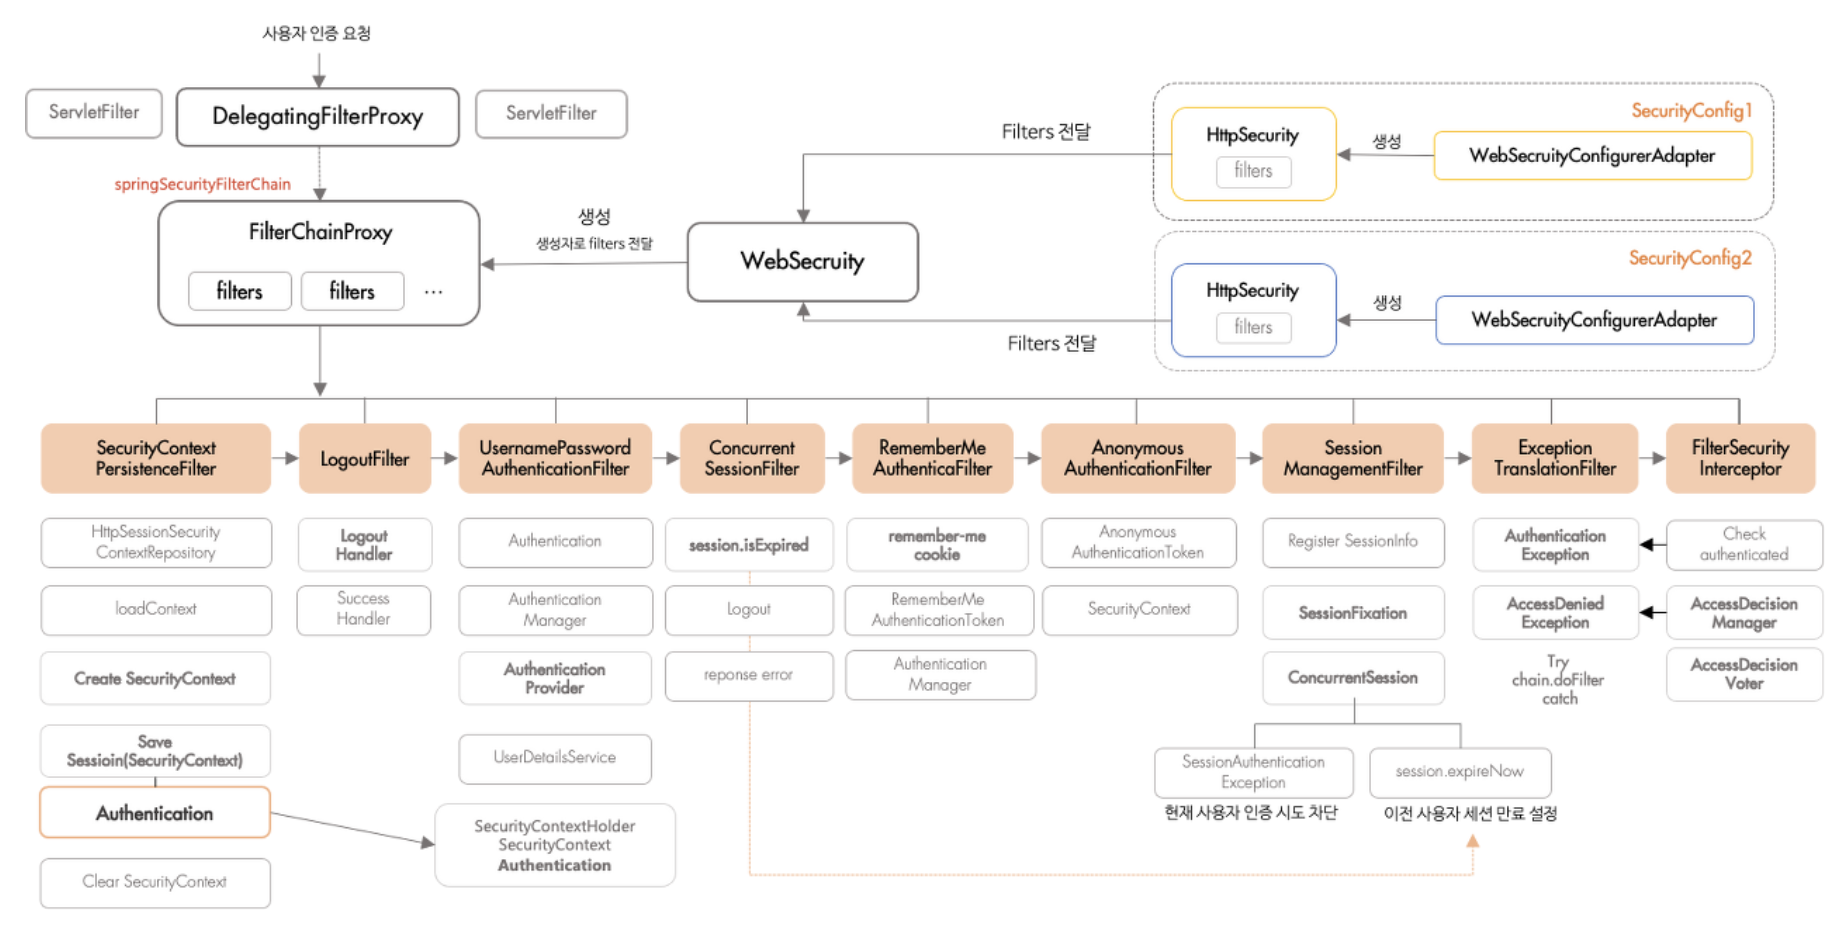 사용자 인증 요청
ServletFilter
DelegatingFilterProxy
ServletFilter
springSecurityFilterChain
FilterChainProxy
filters
filters
...
생성
생성자로 filters 전달
WebSecruity
Filters 전달
Filters 전달
SecurityConfig1
HttpSecurity
filters
생성
WebSecruityConfigurerAdapter
SecurityConfig2
HttpSecurity
filters
생성
WebSecruityConfigurerAdapter
SecurityContext
PersistenceFilter
LogoutFilter
UsernamePassword
AuthenticationFilter
Concurrent
SessionFilter
RememberMe
AuthenticaFilter
Anonymous
AuthenticationFilter
Session
ManagementFilter
Exception
TranslationFilter
FilterSecurity
Interceptor
HttpSessionSecurity
ContextRepository
loadContext
Create SecurityContext
Save
Sessioin(SecurityContext)
Authentication
Clear SecurityContext
Logout
Handler
Success
Handler
Authentication
Authentication
Manager
Authentication
Provider
UserDetailsService
SecurityContextHolder
SecurityContext
Authentication
session.isExpired
Logout
reponse error
remember-me
cookie
RememberMe
AuthenticationToken
Authentication
Manager
Anonymous
AuthenticationToken
SecurityContext
Register SessionInfo
SessionFixation
ConcurrentSession
SessionAuthentication
Exception
현재 사용자 인증 시도 차단
session.expireNow
이전 사용자 세션 만료 설정
Authentication
Exception
AccessDenied
Exception
Try
chain.doFilter
catch
Check
authenticated
AccessDecision
Manager
AccessDecision
Voter